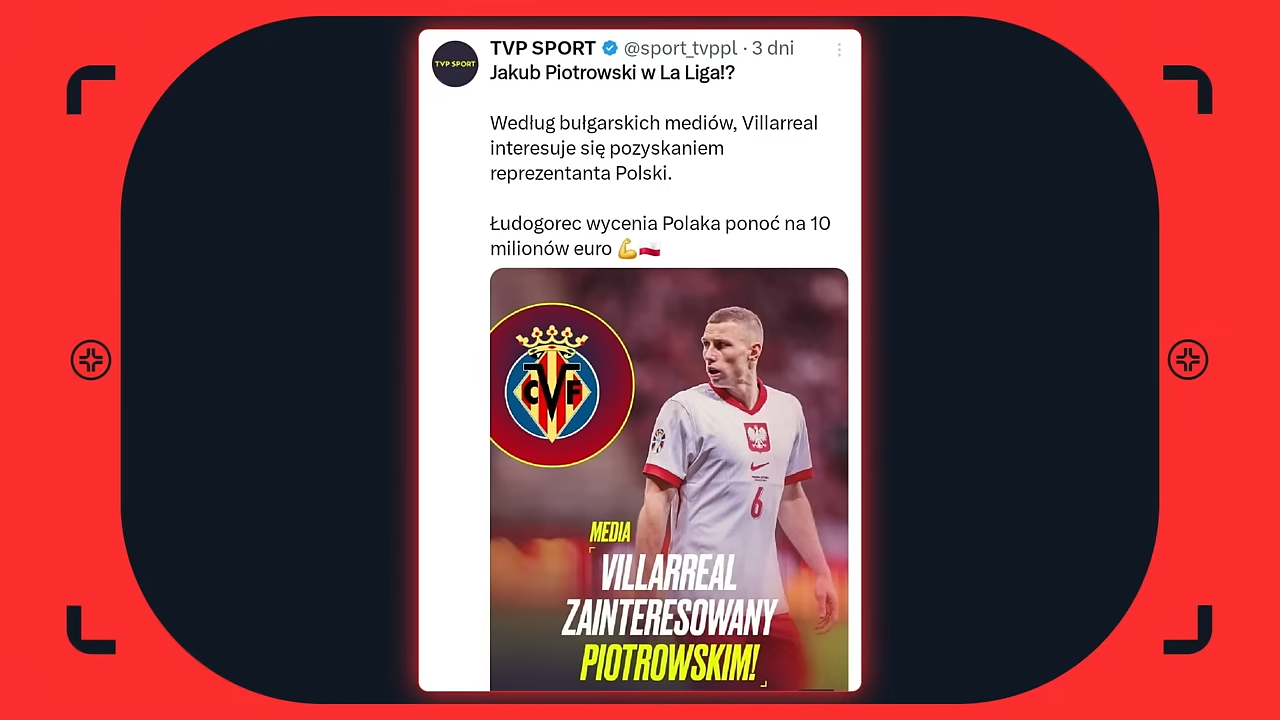 TVP SPORT
TVP SPORT @sport_tvppl · 3 dni
Jakub Piotrowski w La Liga!?
Według bułgarskich mediów, Villarreal
interesuje się pozyskaniem
reprezentanta Polski.
Łudogorec wycenia Polaka ponoć na 10
milionów euro 💪🇵🇱
CVF
6
MEDIA
VILLARREAL
ZAINTERESOWANY
PIOTROWSKIM!